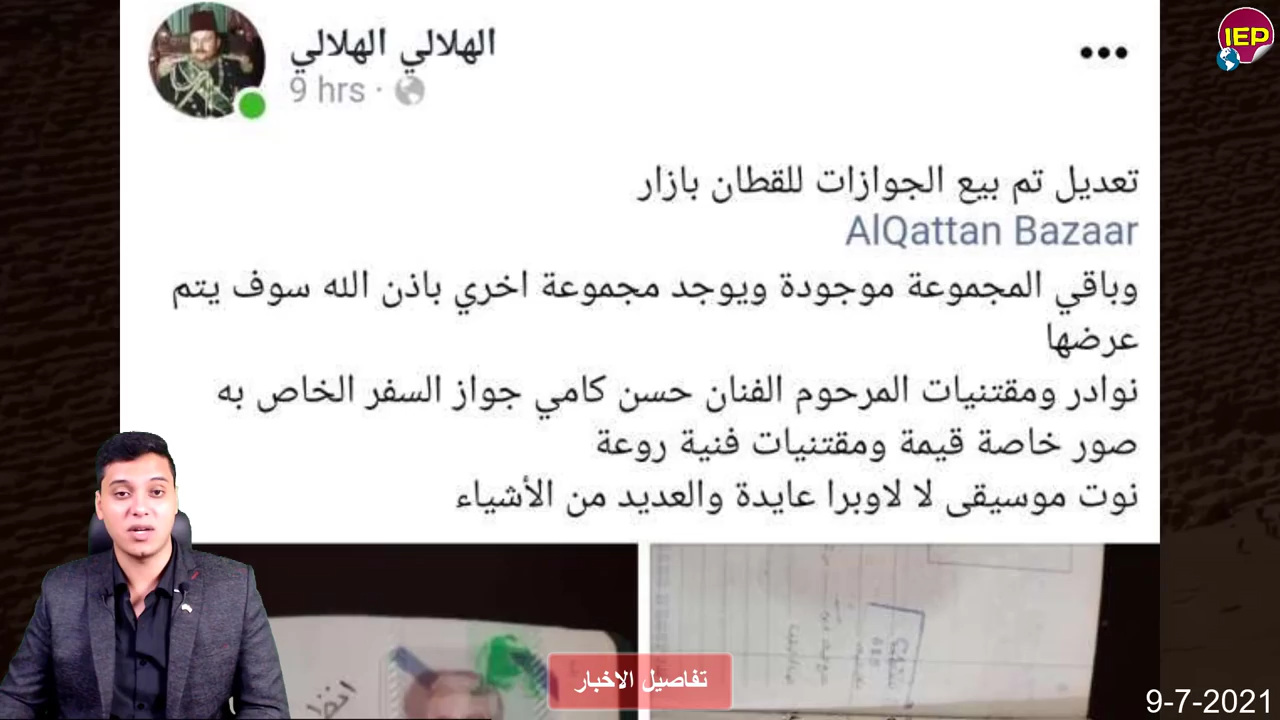 IEP
الهلالي الهلالي
9 hrs ·
تعديل تم بيع الجوازات للقطان بازار
AlQattan Bazaar
وباقي المجموعة موجودة ويوجد مجموعة اخري باذن الله سوف يتم
عرضها
نوادر ومقتنيات المرحوم الفنان حسن كامي جواز السفر الخاص به
صور خاصة قيمة ومقتنيات فنية روعة
نوت موسيقى لا لاوبرا عايدة والعديد من الأشياء
تفاصيل الاخبار
9-7-2021